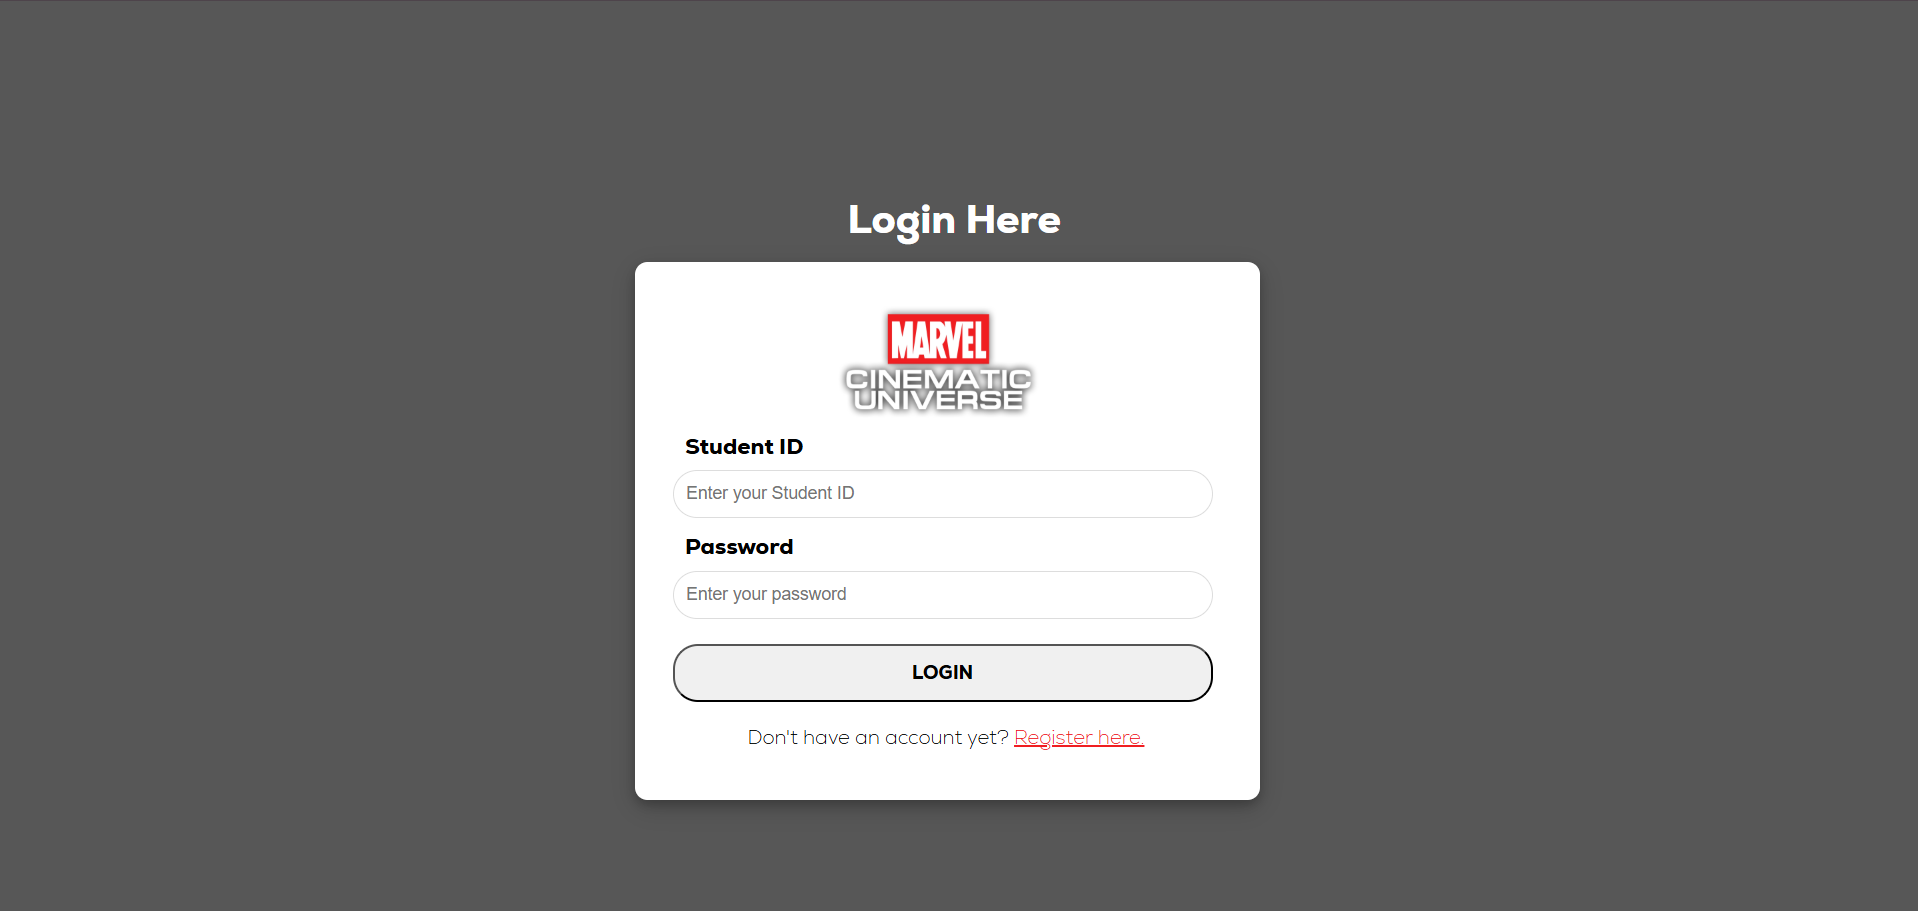 Login Here
MARVEL
CINEMATIC
UNIVERSE
Student ID
Enter your Student ID
Password
Enter your password
LOGIN
Don't have an account yet? Register here.